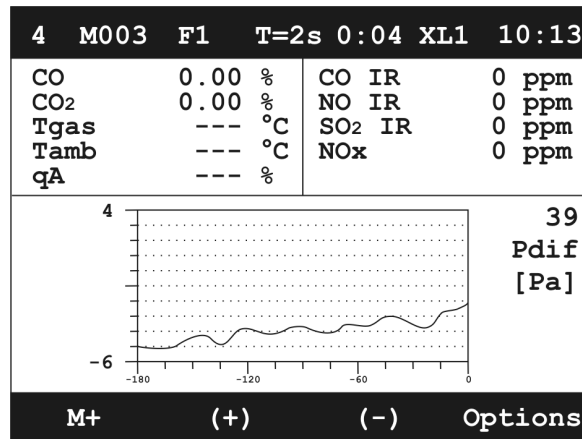 4 M003 F1 T=2s 0:04 XL1 10:13
CO 0.00 %
CO2 0.00 %
Tgas --- °C
Tamb --- °C
qA --- %
CO IR 0 ppm
NO IR 0 ppm
SO2 IR 0 ppm
NOx 0 ppm
4
-6
-180 -120 -60 0
39
Pdif
[Pa]
M+ (+) (-) Options